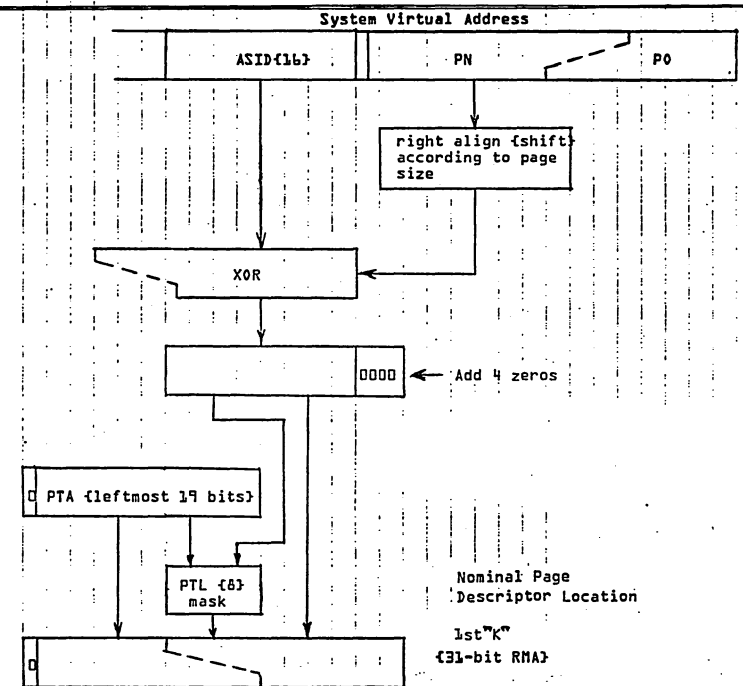 System Virtual Address
ASID{16} PN PO
right align {shift}
according to page
size
XOR
0000 Add 4 zeros
0 PTA {leftmost 19 bits}
PTL {8}
mask
Nominal Page
Descriptor Location
1st "K"
{31-bit RMA}
0